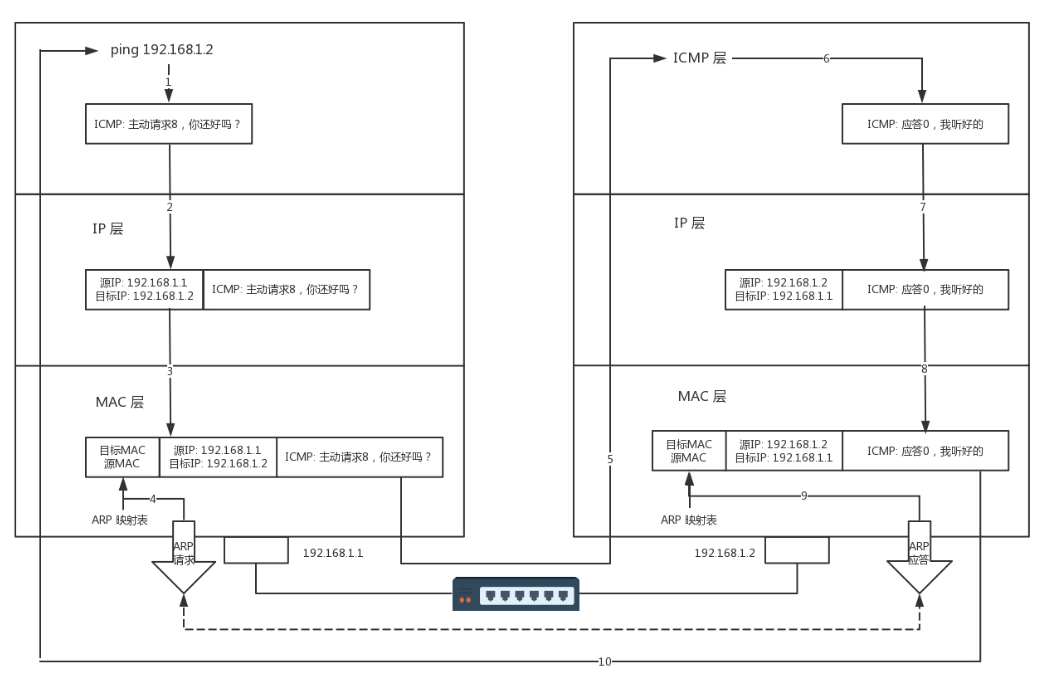 ping 192.168.1.2
1
ICMP: 主动请求8，你还好吗？
2
IP 层
源IP: 192.168.1.1
目标IP: 192.168.1.2
ICMP: 主动请求8，你还好吗？
3
MAC 层
目标MAC
源MAC
源IP: 192.168.1.1
目标IP: 192.168.1.2
ICMP: 主动请求8，你还好吗？
4
ARP 映射表
ARP
请求
192.168.1.1
5
ICMP 层
6
ICMP: 应答0，我听好的
7
IP 层
源IP: 192.168.1.2
目标IP: 192.168.1.1
ICMP: 应答0，我听好的
8
MAC 层
目标MAC
源MAC
源IP: 192.168.1.2
目标IP: 192.168.1.1
ICMP: 应答0，我听好的
9
ARP 映射表
192.168.1.2
ARP
应答
10